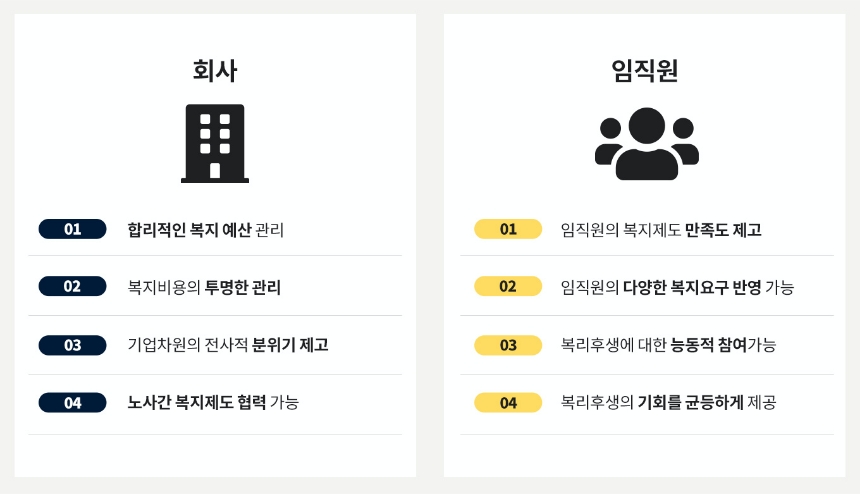 회사
01 합리적인 복지 예산 관리
02 복지비용의 투명한 관리
03 기업차원의 전사적 분위기 제고
04 노사간 복지제도 협력 가능
임직원
01 임직원의 복지제도 만족도 제고
02 임직원의 다양한 복지요구 반영 가능
03 복리후생에 대한 능동적 참여가능
04 복리후생의 기회를 균등하게 제공